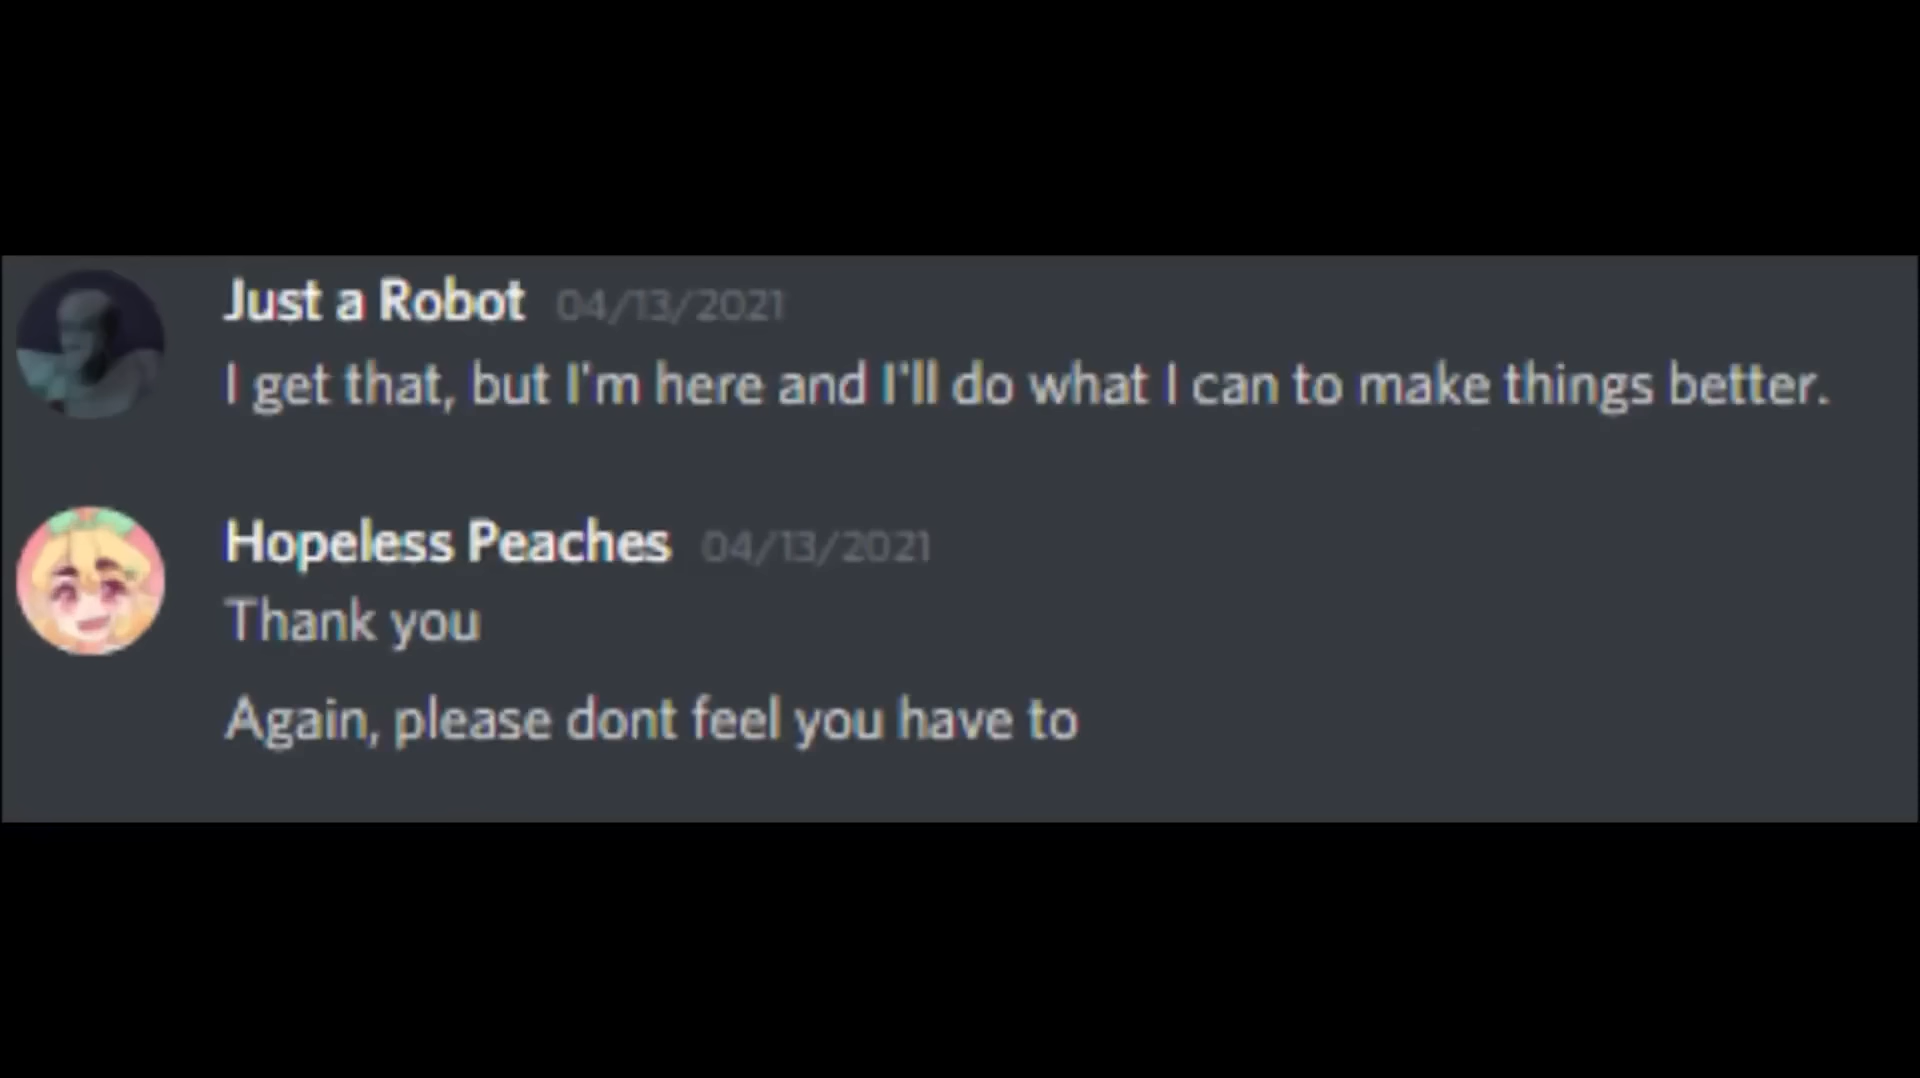 Just a Robot 04/13/2021
I get that, but I'm here and I'll do what I can to make things better.
Hopeless Peaches 04/13/2021
Thank you
Again, please dont feel you have to